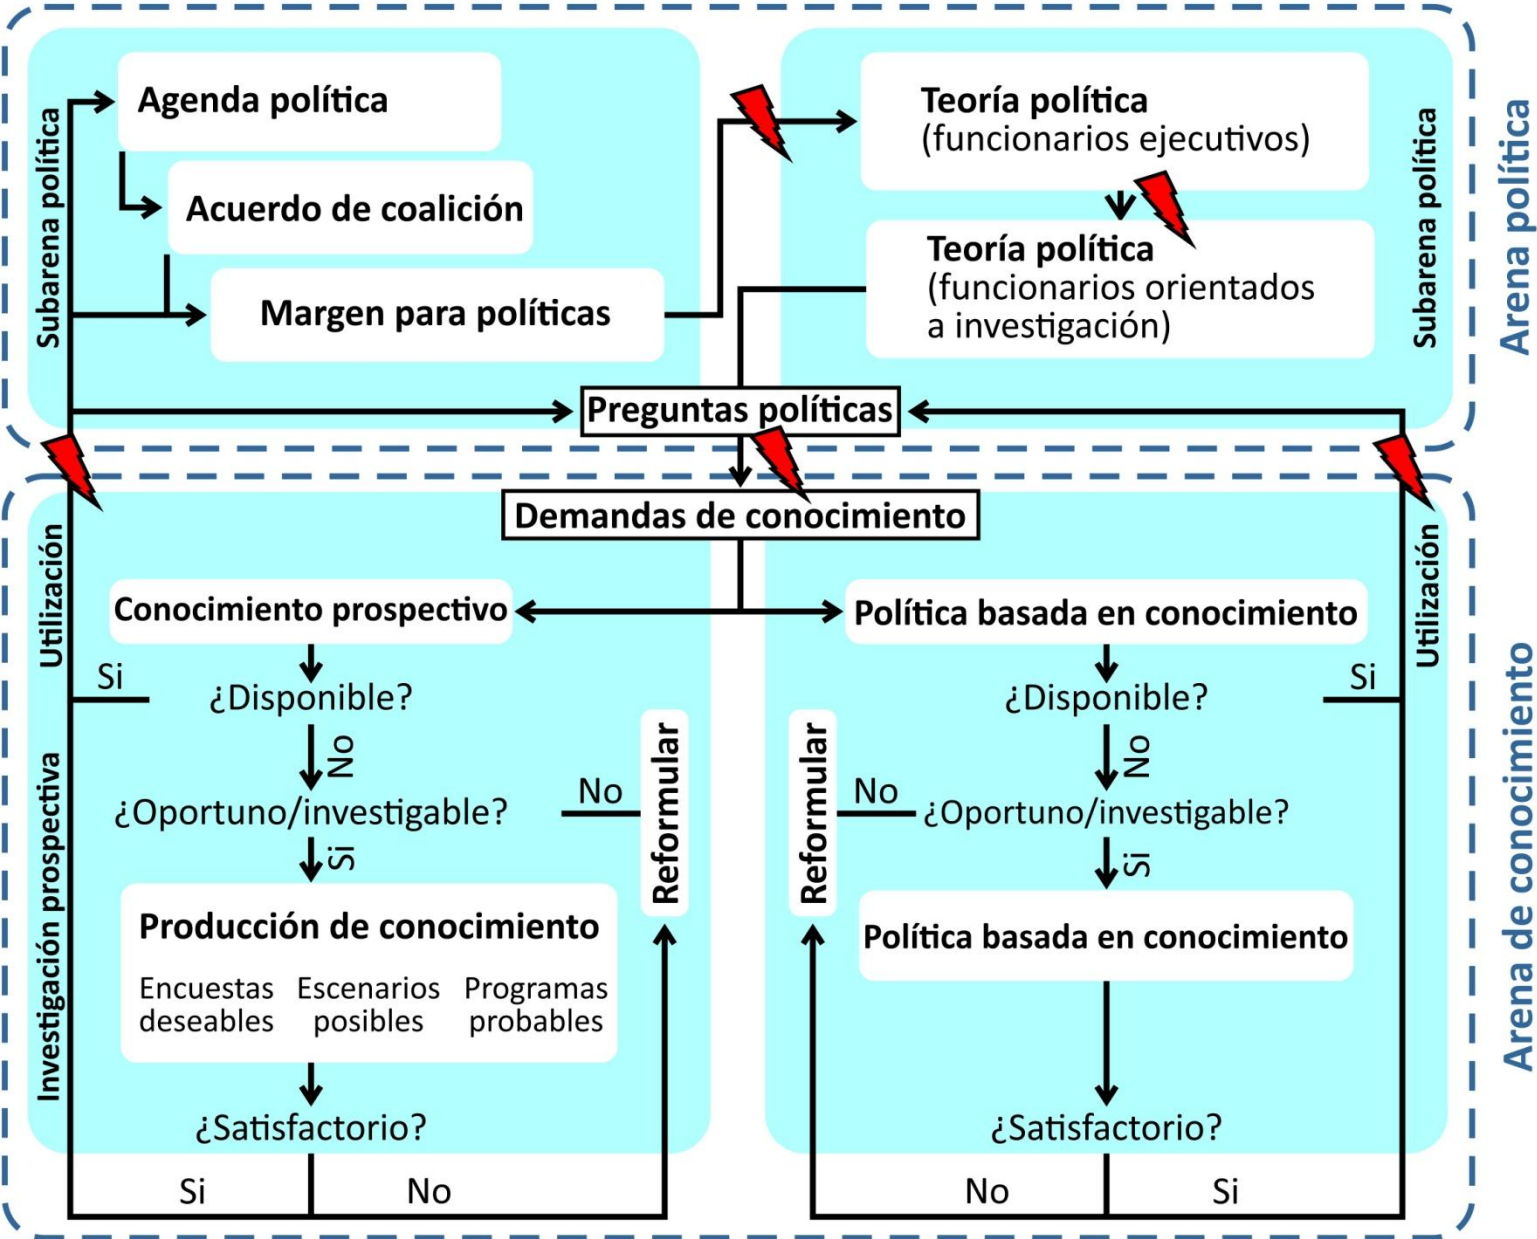 Subarena política
Agenda política
Acuerdo de coalición
Margen para políticas
Teoría política
(funcionarios ejecutivos)
Teoría política
(funcionarios orientados
a investigación)
Subarena política
Arena política
Preguntas políticas
Demandas de conocimiento
Utilización
Conocimiento prospectivo
Política basada en conocimiento
Utilización
Si
¿Disponible?
¿Disponible?
Si
No
No
¿Oportuno/investigable?
No
Reformular
Reformular
No
¿Oportuno/investigable?
Si
Si
Investigación prospectiva
Producción de conocimiento
Encuestas deseables
Escenarios posibles
Programas probables
Política basada en conocimiento
Arena de conocimiento
¿Satisfactorio?
¿Satisfactorio?
Si
No
No
Si